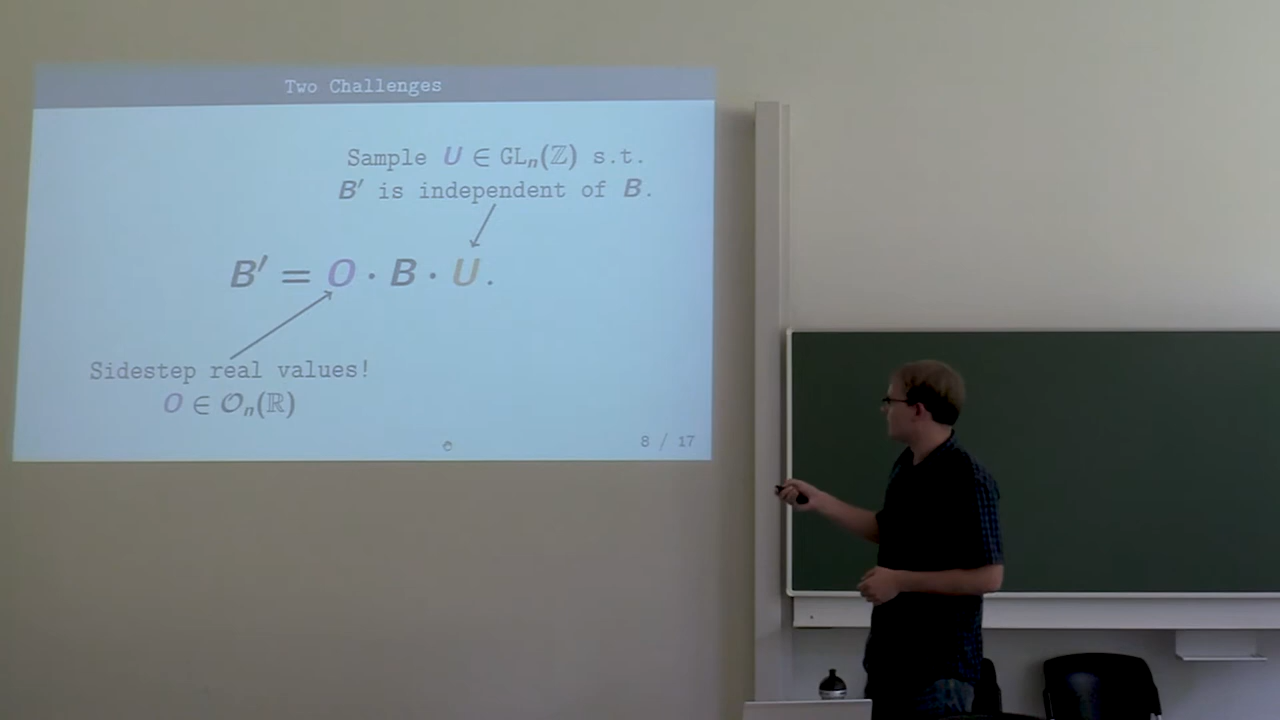 Two Challenges
Sample U ∈ GLₙ(ℤ) s.t.
B′ is independent of B.
B′ = O · B · U.
Sidestep real values!
O ∈ 𝒪ₙ(ℝ)
8 / 17